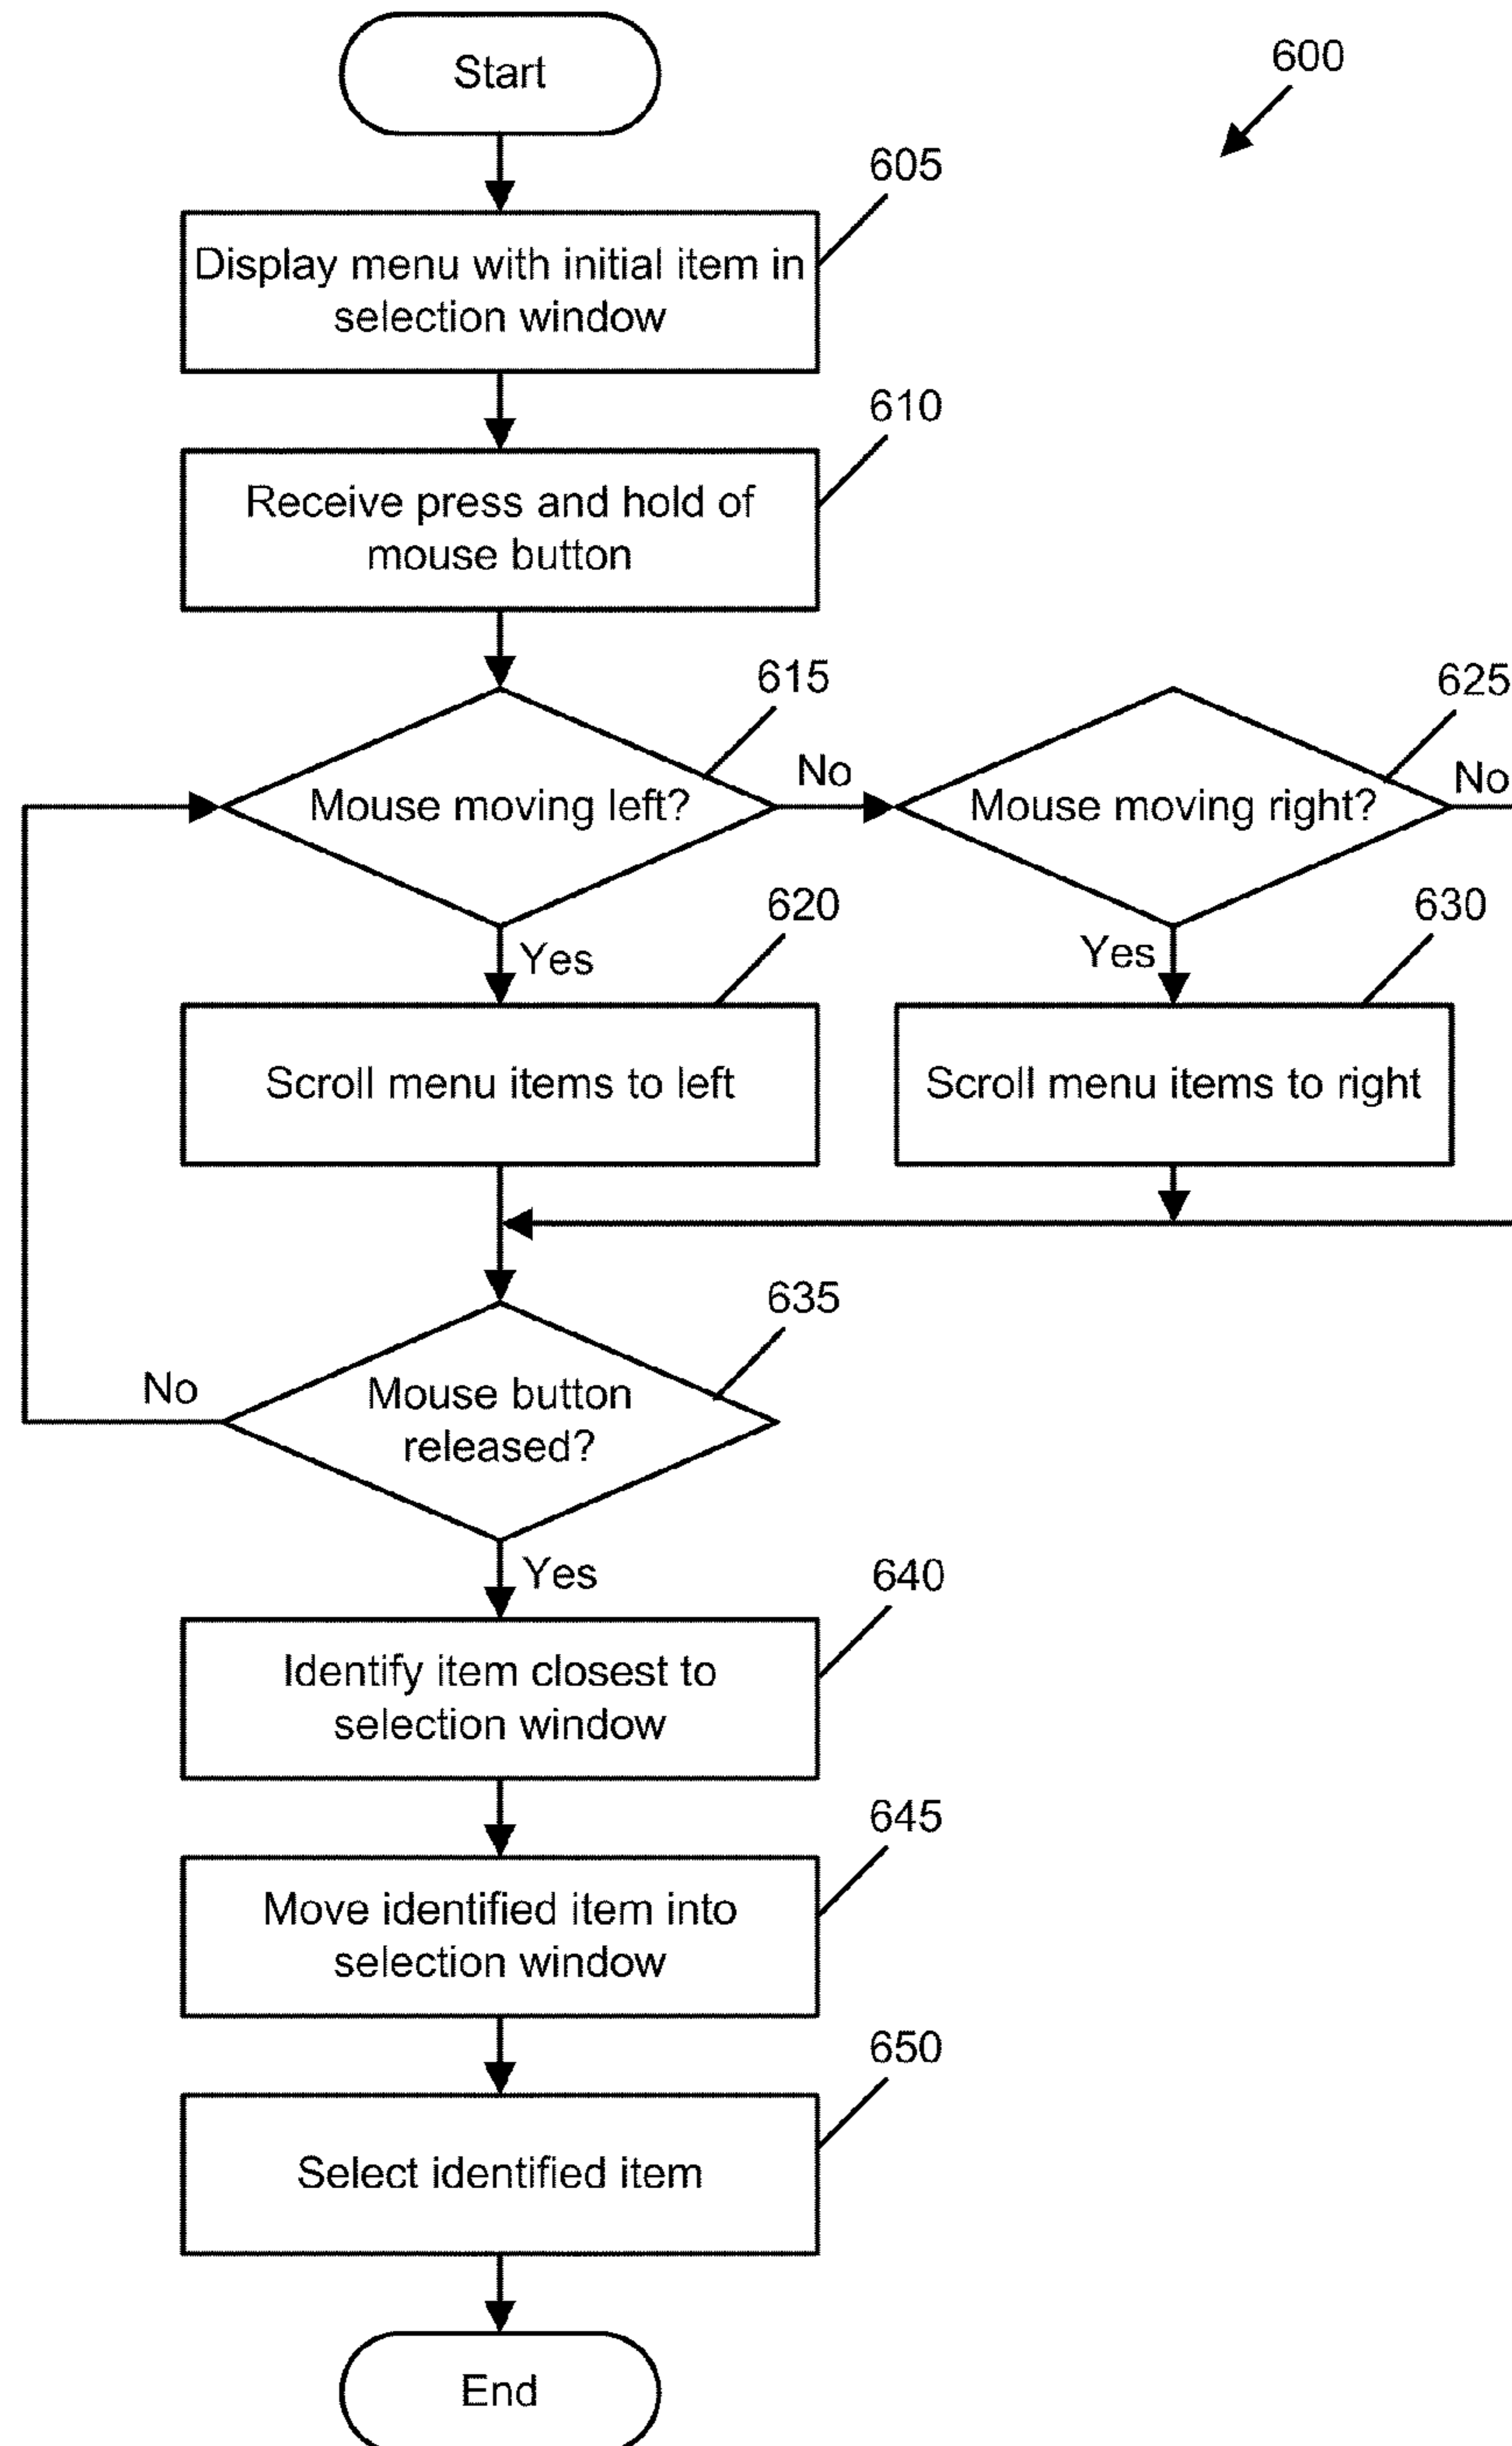 Start
600
605
Display menu with initial item in
selection window
610
Receive press and hold of
mouse button
615
625
Mouse moving left?
No
Mouse moving right?
No
620
630
Yes
Yes
Scroll menu items to left
Scroll menu items to right
635
Mouse button
released?
No
Yes
640
Identify item closest to
selection window
645
Move identified item into
selection window
650
Select identified item
End